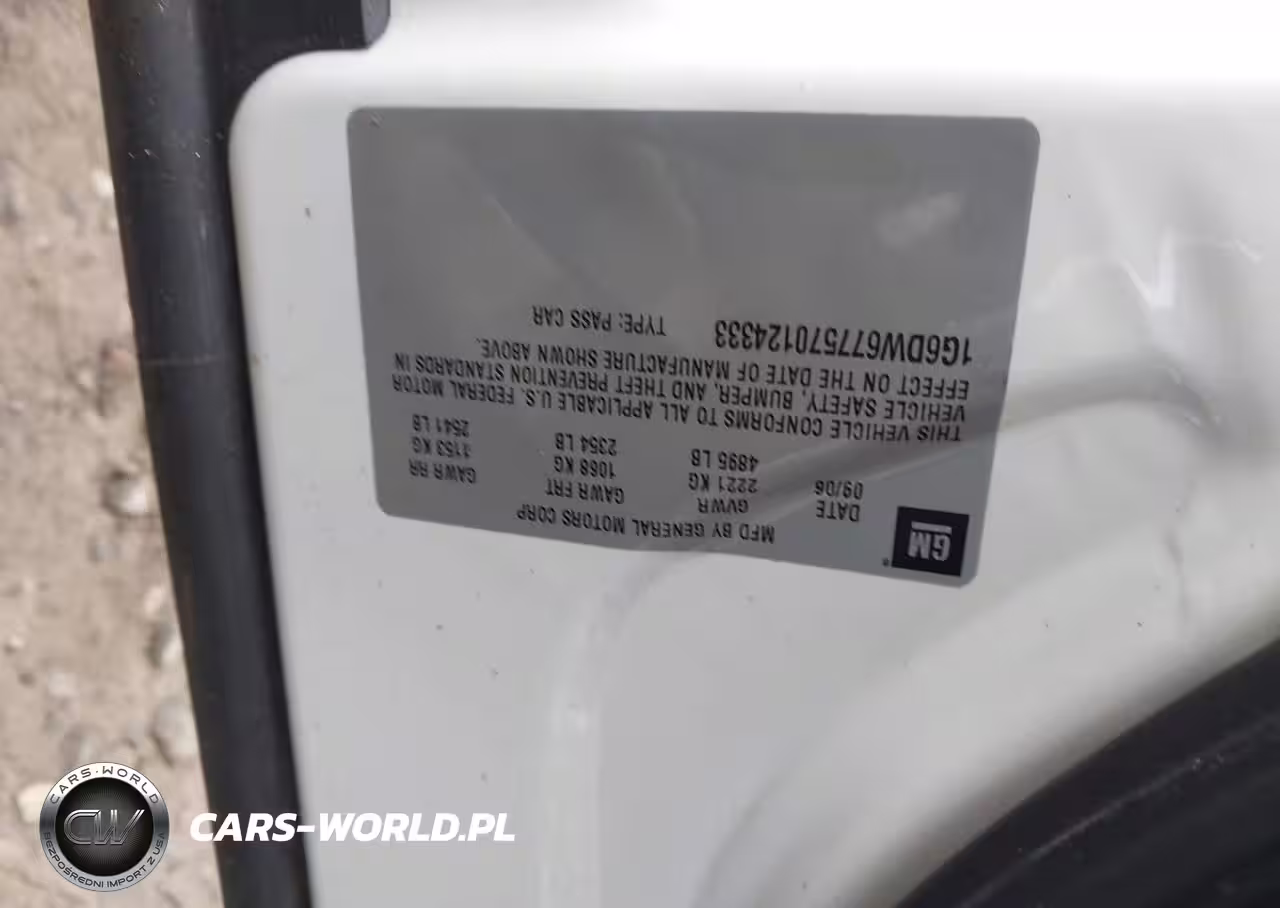 GM
MFD BY GENERAL MOTORS CORP
DATE GVWR GAWR FRT GAWR RR
09/06 2221 KG 1068 KG 1153 KG
4895 LB 2354 LB 2541 LB
THIS VEHICLE CONFORMS TO ALL APPLICABLE U.S. FEDERAL MOTOR
VEHICLE SAFETY, BUMPER, AND THEFT PREVENTION STANDARDS IN
EFFECT ON THE DATE OF MANUFACTURE SHOWN ABOVE.
1G6DW677570124333 TYPE: PASS CAR
CARS-WORLD
CW
BEZPOŚREDNI IMPORT Z USA
CARS-WORLD.PL